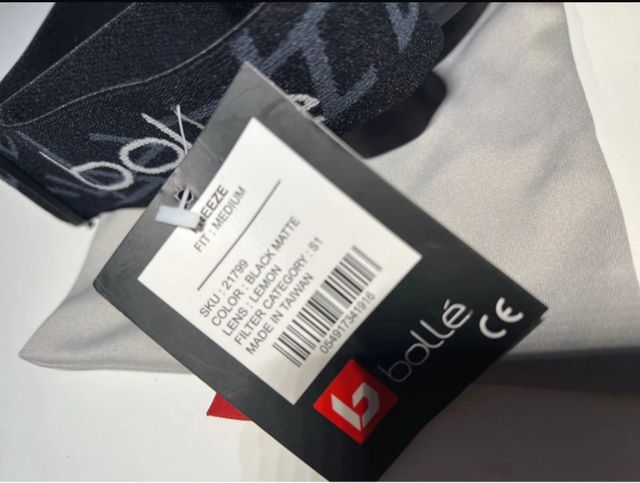 FIT : MEDIUM
SKU : 21799
COLOR : BLACK MATTE
LENS : LEMON
FILTER CATEGORY : S1
MADE IN TAIWAN
054917341916
bollé
CE